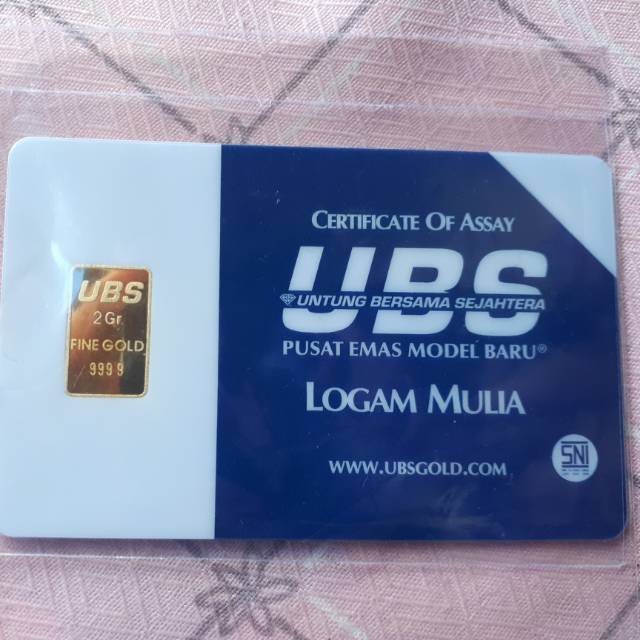 UBS
2 Gr
FINE GOLD
999 9
CERTIFICATE OF ASSAY
UBS
UNTUNG BERSAMA SEJAHTERA
PUSAT EMAS MODEL BARU®
LOGAM MULIA
WWW.UBSGOLD.COM
SNI